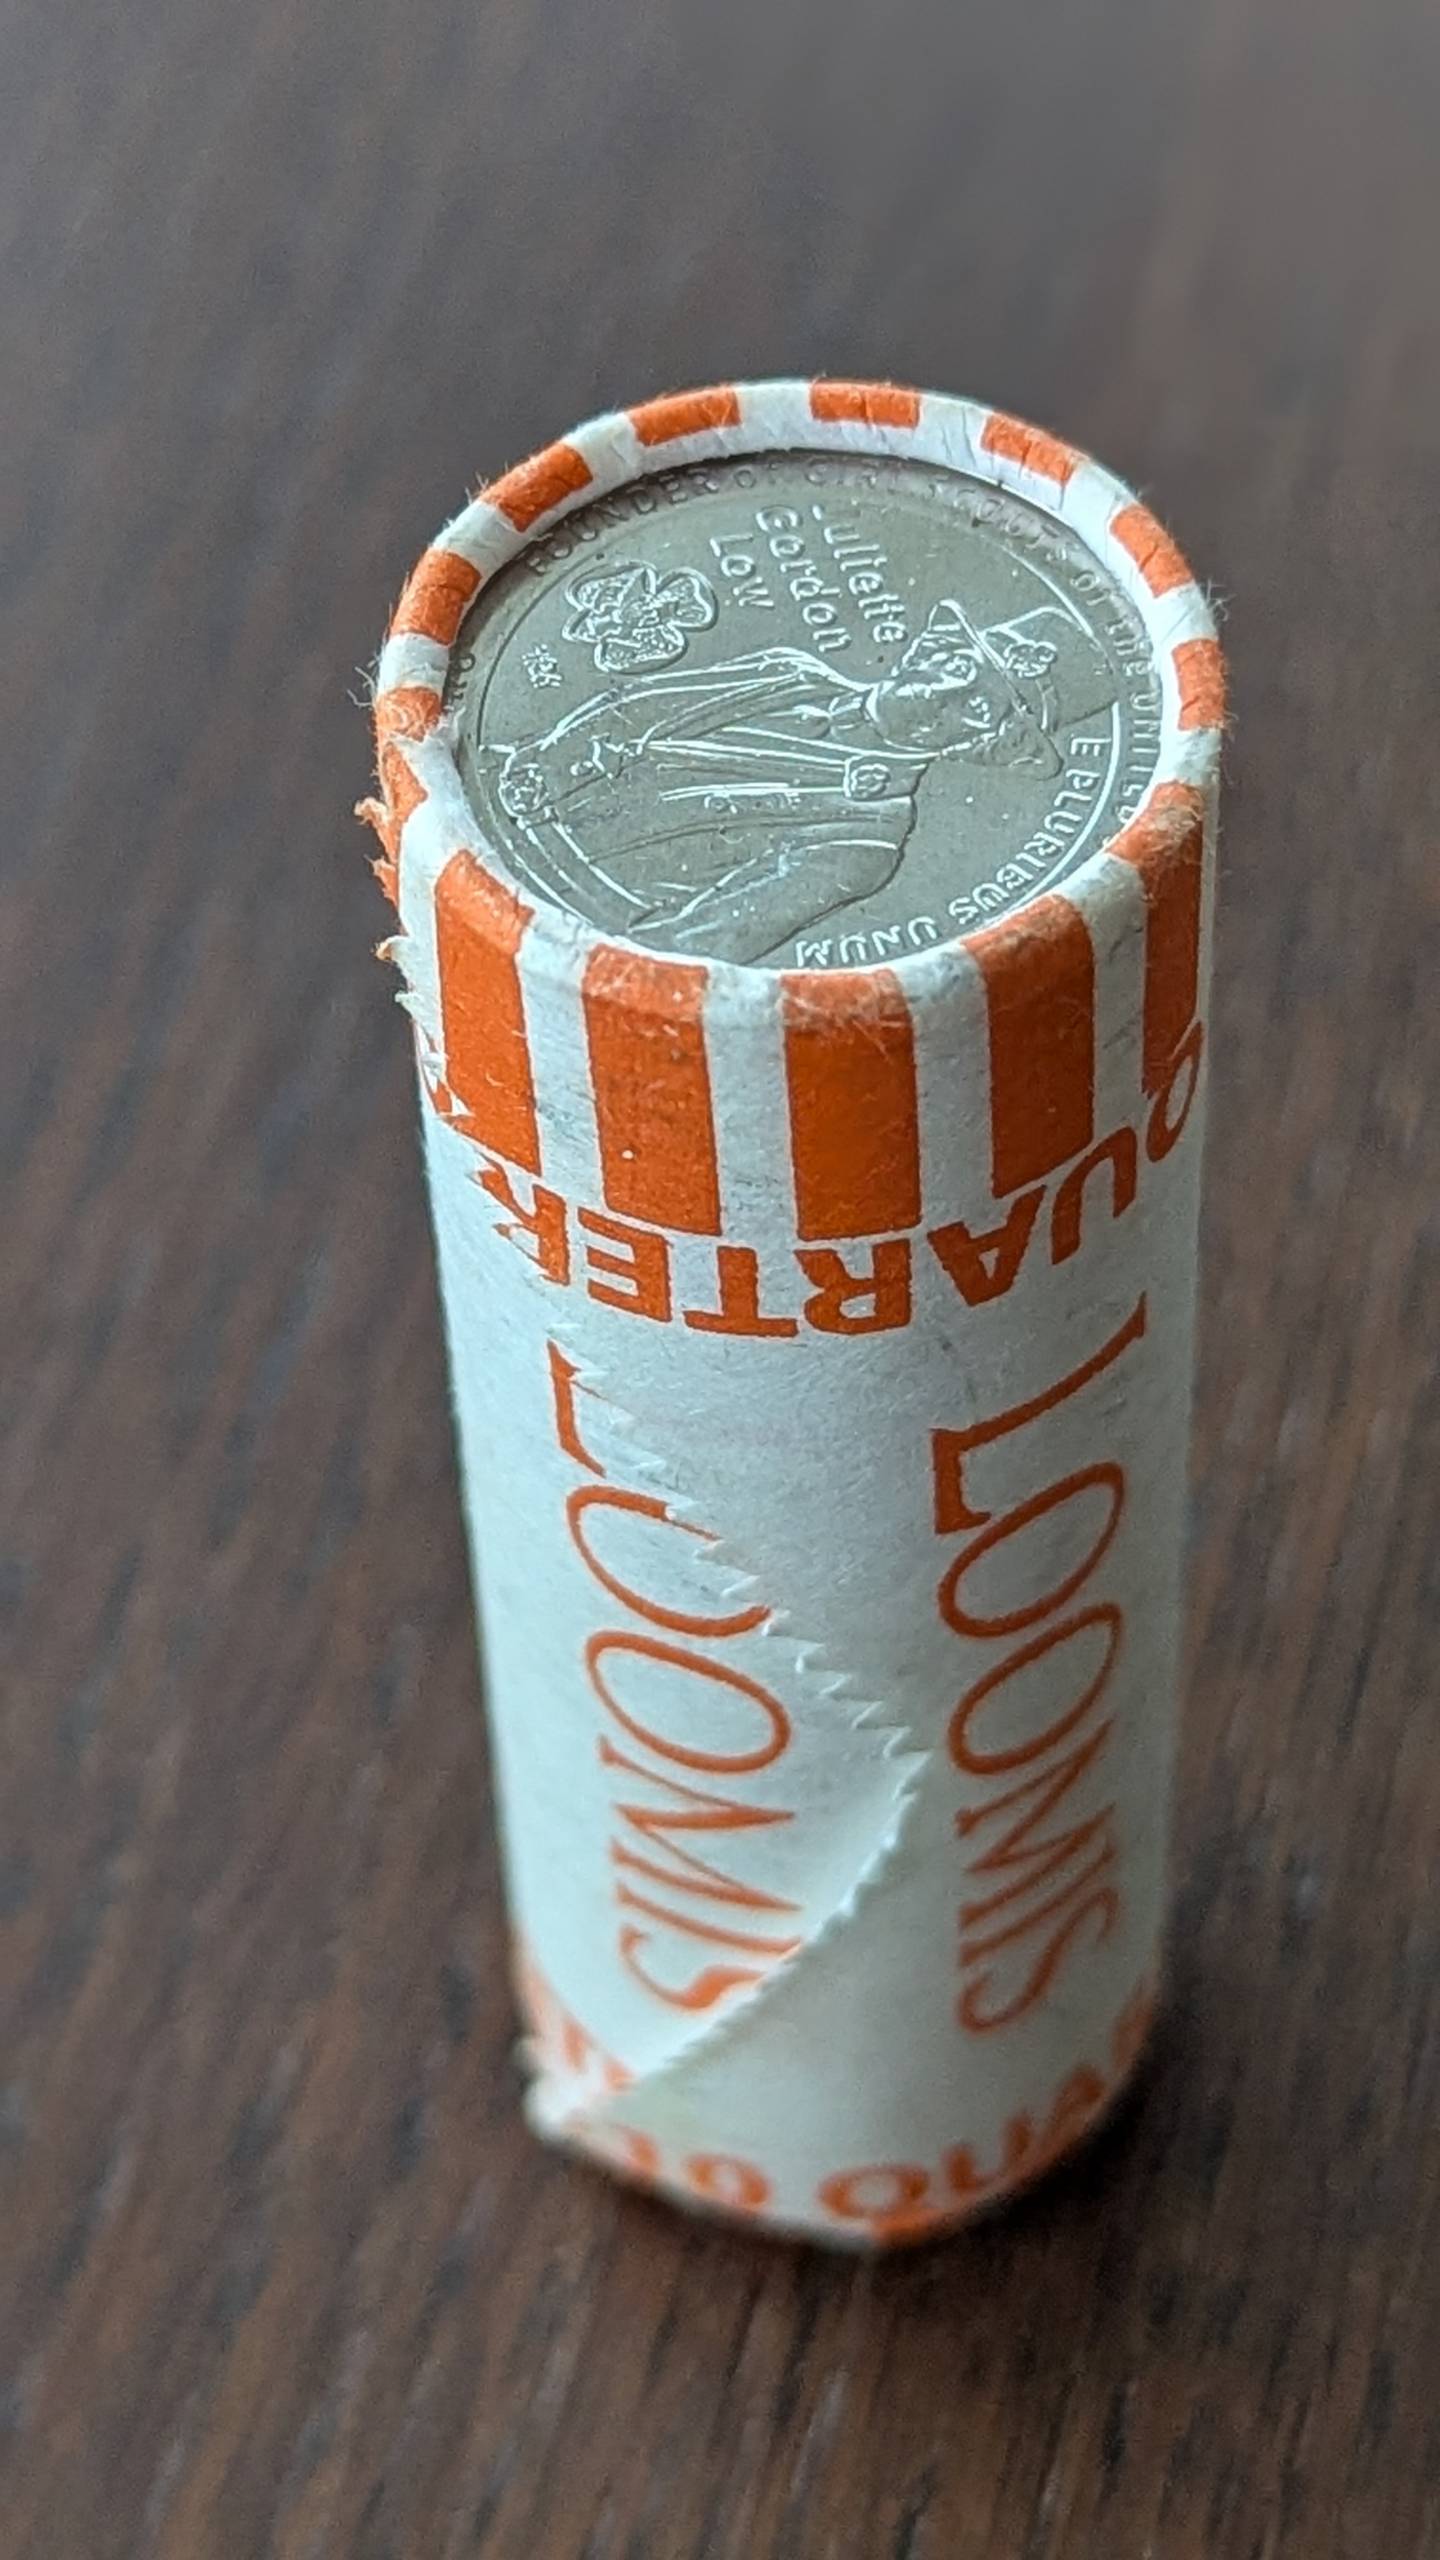 FOUNDER OF GIRL SCOUTS OF THE UNITED
Juliette
Gordon
Low
E PLURIBUS UNUM
QUARTER
LOOMIS
LOOMIS